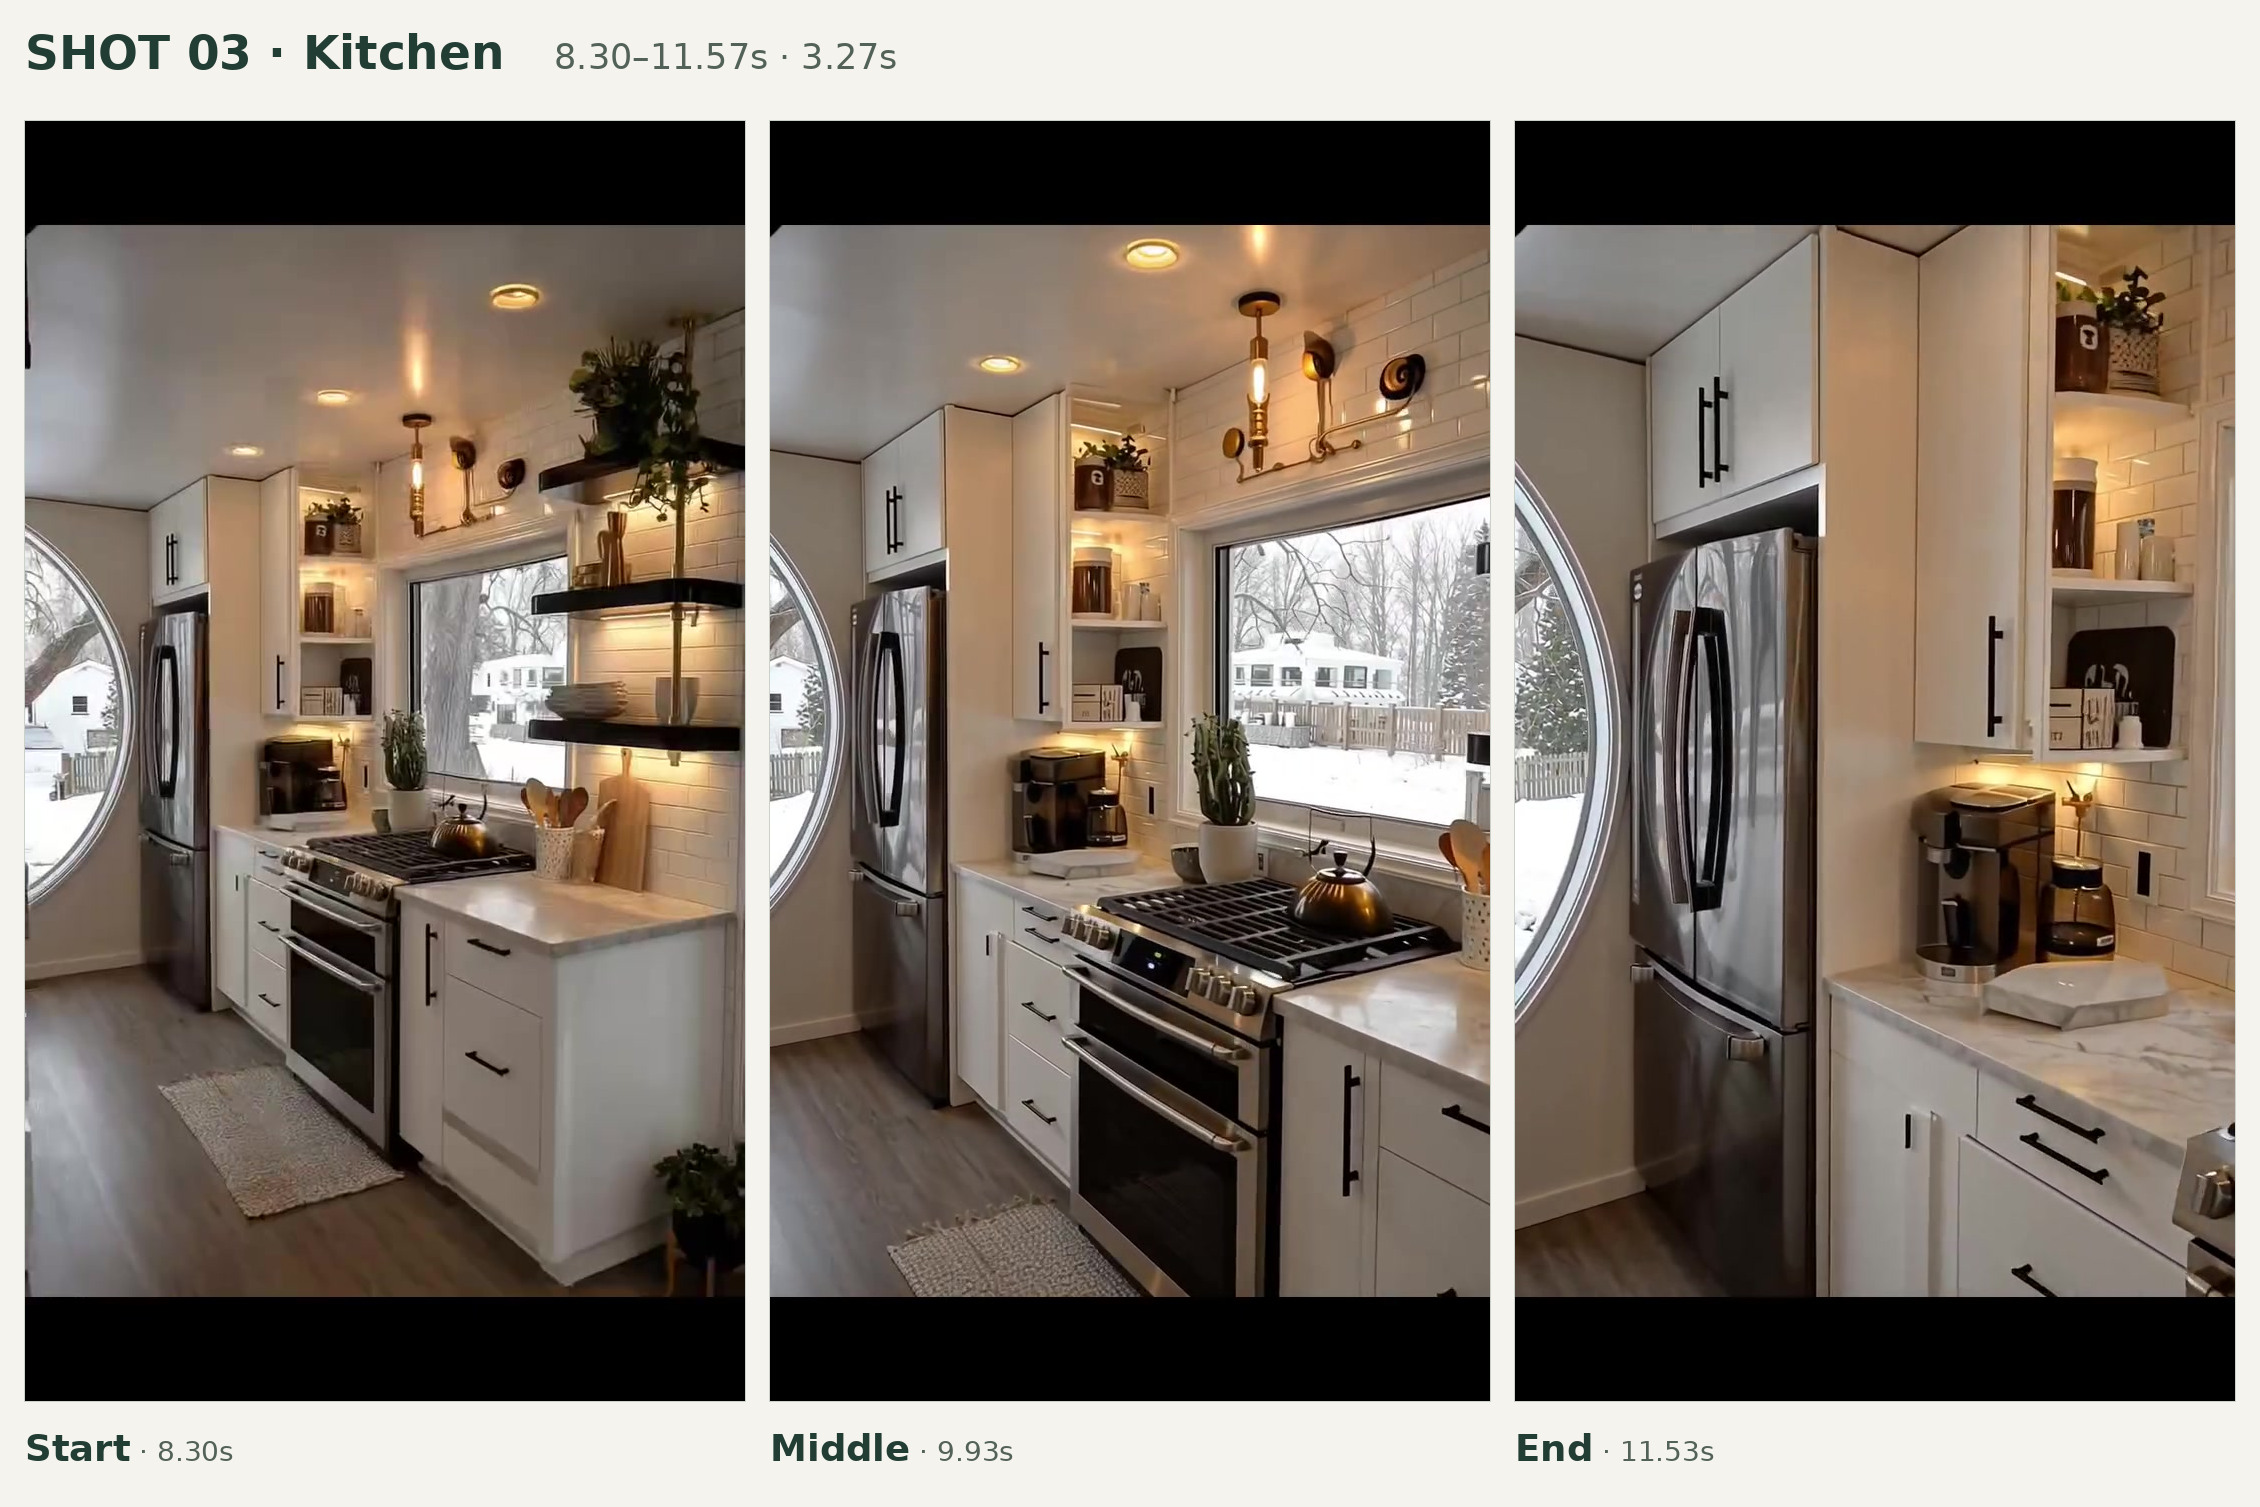 SHOT 03 · Kitchen 8.30–11.57s · 3.27s
Start · 8.30s
Middle · 9.93s
End · 11.53s